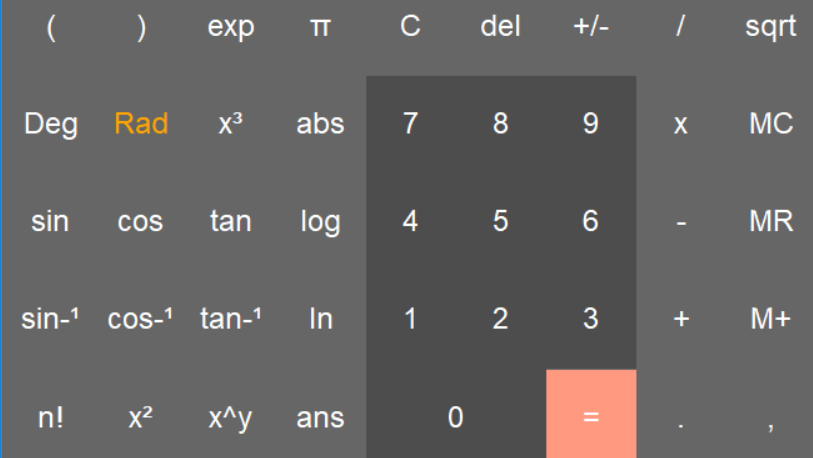 ( ) exp π C del +/- / sqrt
Deg Rad x³ abs 7 8 9 x MC
sin cos tan log 4 5 6 - MR
sin-¹ cos-¹ tan-¹ ln 1 2 3 + M+
n! x² x^y ans 0 = . ,